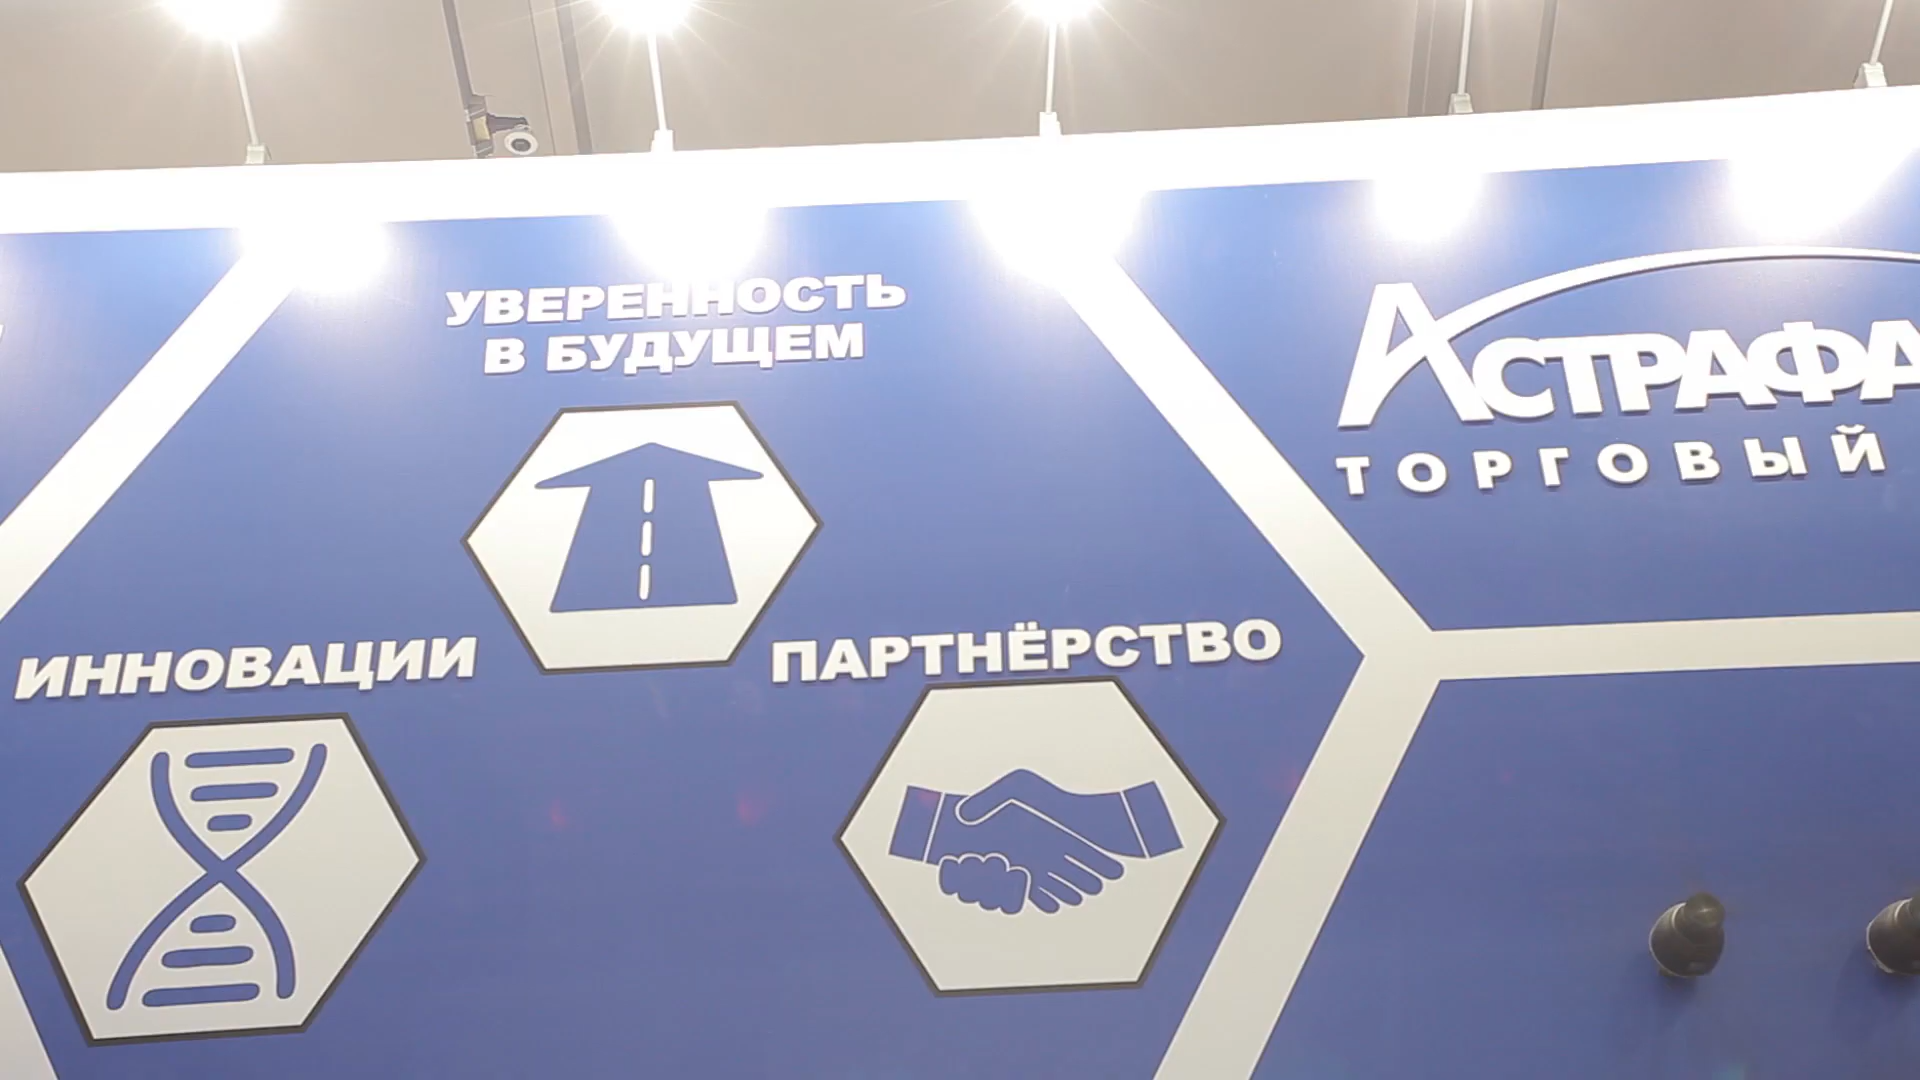 УВЕРЕННОСТЬ
В БУДУЩЕМ
ИННОВАЦИИ
ПАРТНЁРСТВО
АСТРАФА
ТОРГОВЫЙ